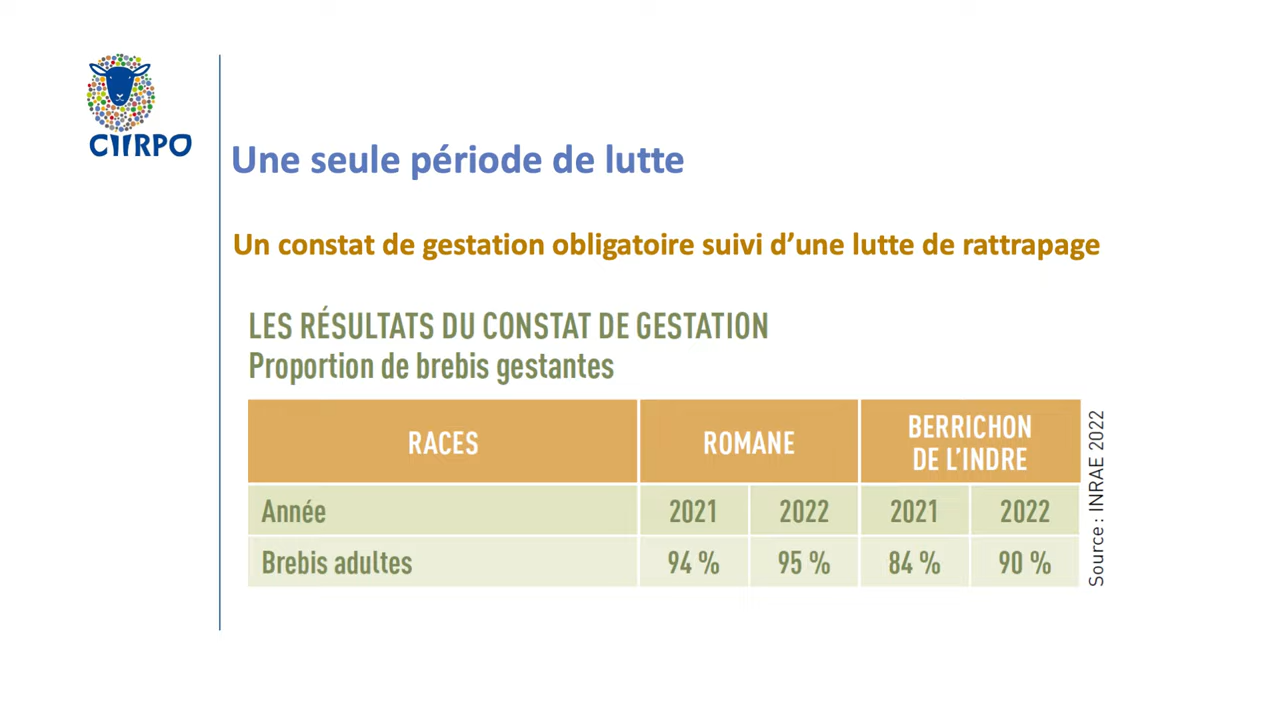 CIIRPO
Une seule période de lutte
Un constat de gestation obligatoire suivi d’une lutte de rattrapage
LES RÉSULTATS DU CONSTAT DE GESTATION
Proportion de brebis gestantes
RACES ROMANE BERRICHON DE L’INDRE
Année 2021 2022 2021 2022
Brebis adultes 94 % 95 % 84 % 90 %
Source : INRAE 2022